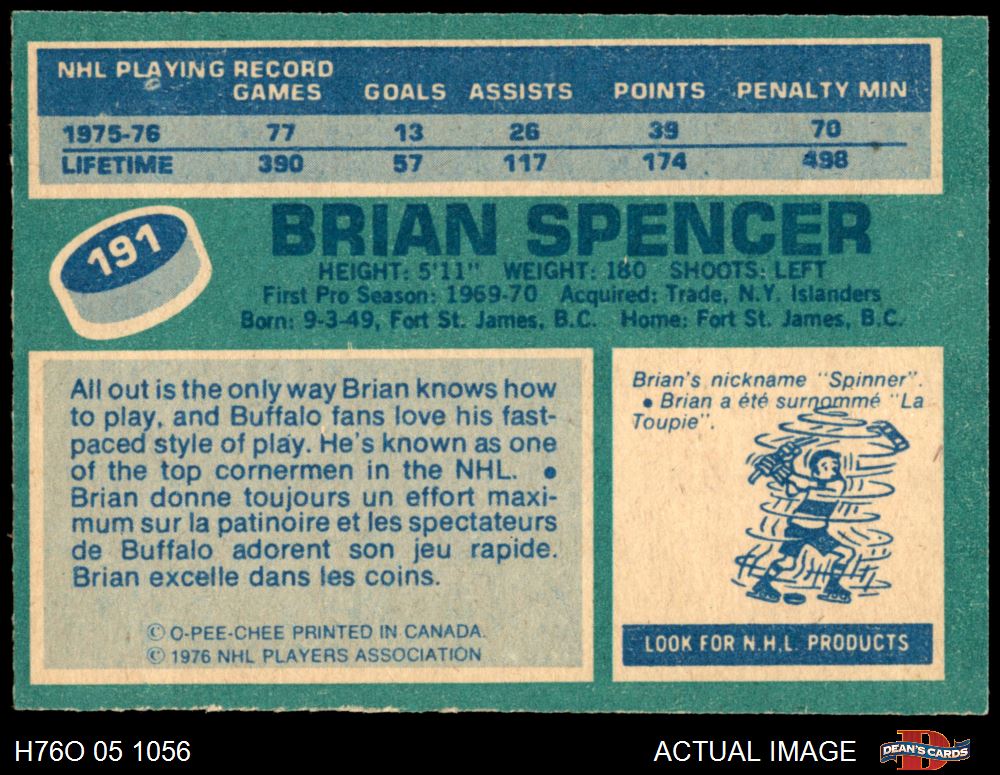 NHL PLAYING RECORD
GAMES GOALS ASSISTS POINTS PENALTY MIN
1975-76 77 13 26 39 70
LIFETIME 390 57 117 174 498
191
BRIAN SPENCER
HEIGHT: 5'11" WEIGHT: 180 SHOOTS: LEFT
First Pro Season: 1969-70 Acquired: Trade, N.Y. Islanders
Born: 9-3-49, Fort St. James, B.C. Home: Fort St. James, B.C.
All out is the only way Brian knows how
to play, and Buffalo fans love his fast-
paced style of play. He's known as one
of the top cornermen in the NHL. •
Brian donne toujours un effort maxi-
mum sur la patinoire et les spectateurs
de Buffalo adorent son jeu rapide.
Brian excelle dans les coins.
© O-PEE-CHEE PRINTED IN CANADA.
© 1976 NHL PLAYERS ASSOCIATION
Brian's nickname "Spinner".
• Brian a été surnommé "La
Toupie".
LOOK FOR N.H.L. PRODUCTS
H76O 05 1056
ACTUAL IMAGE
D
DEAN'S CARDS